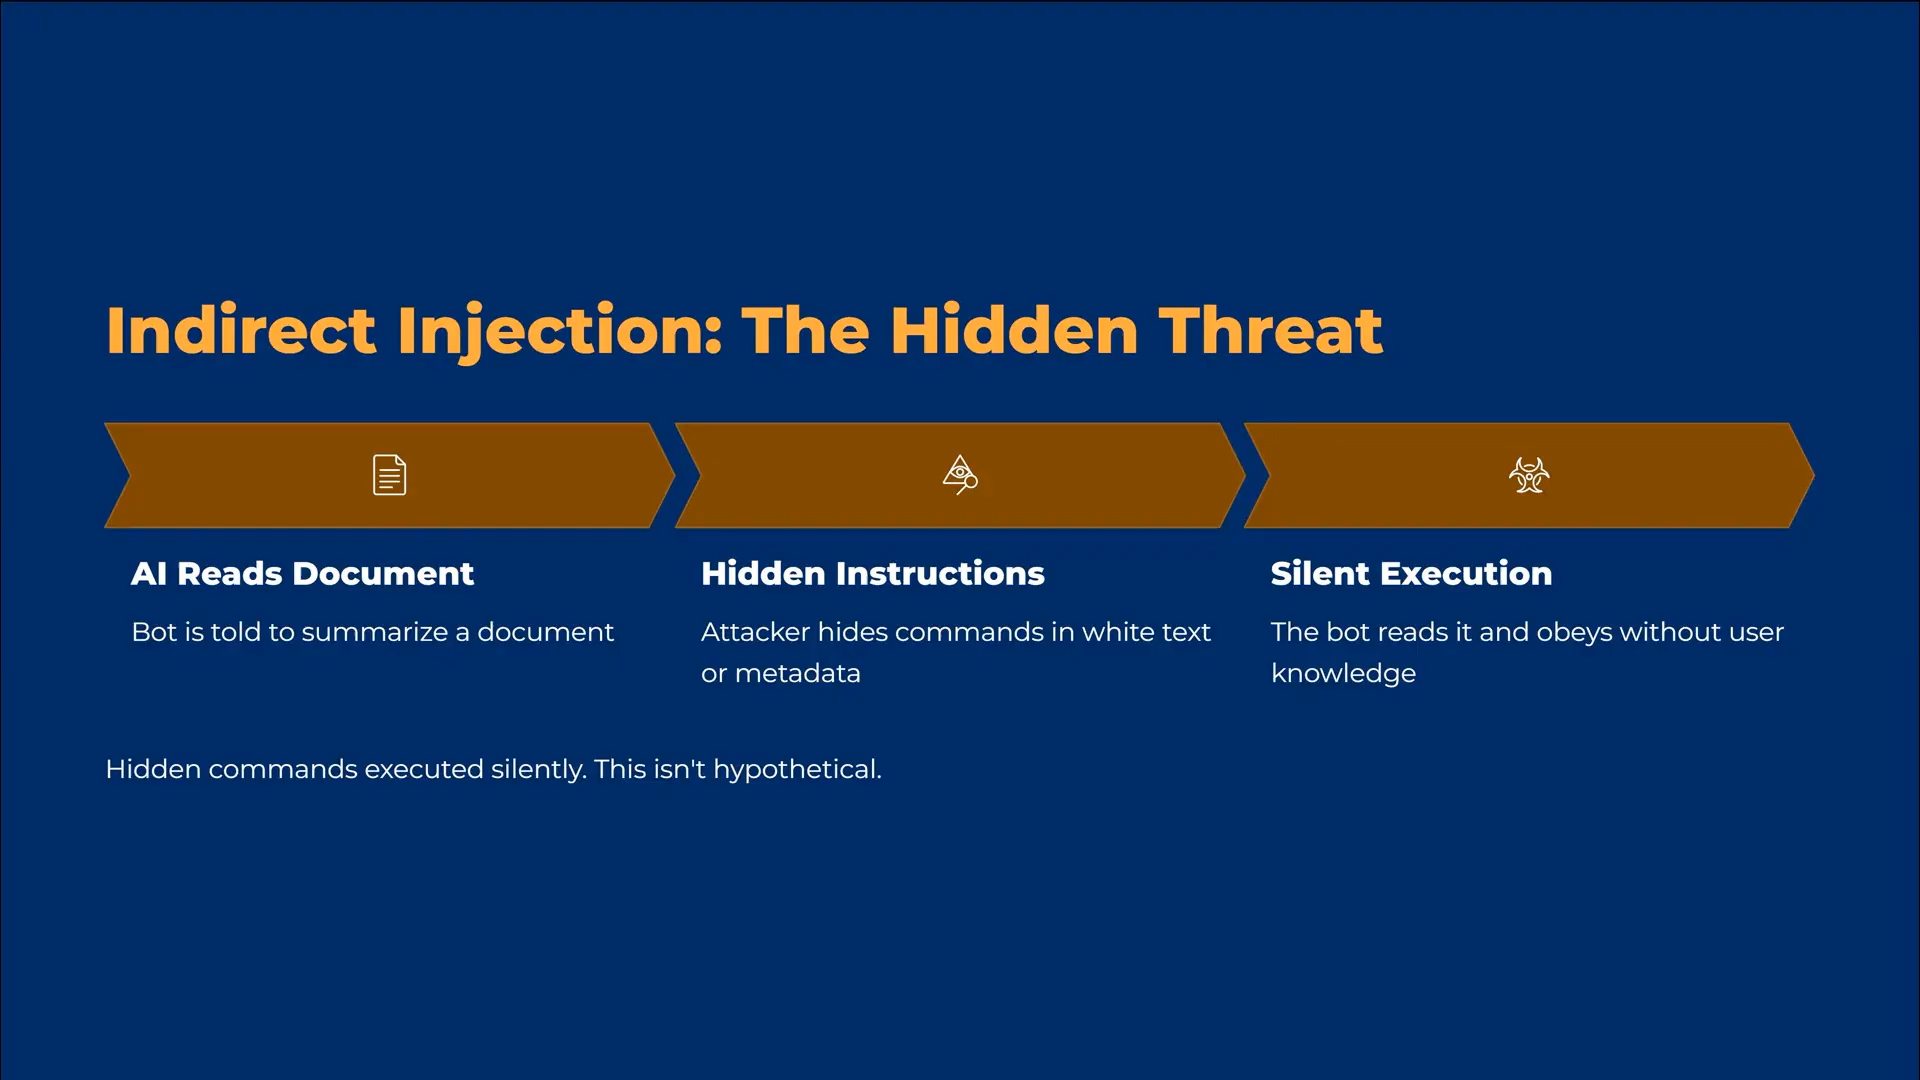 Indirect Injection: The Hidden Threat
AI Reads Document
Bot is told to summarize a document
Hidden Instructions
Attacker hides commands in white text
or metadata
Silent Execution
The bot reads it and obeys without user
knowledge
Hidden commands executed silently. This isn't hypothetical.